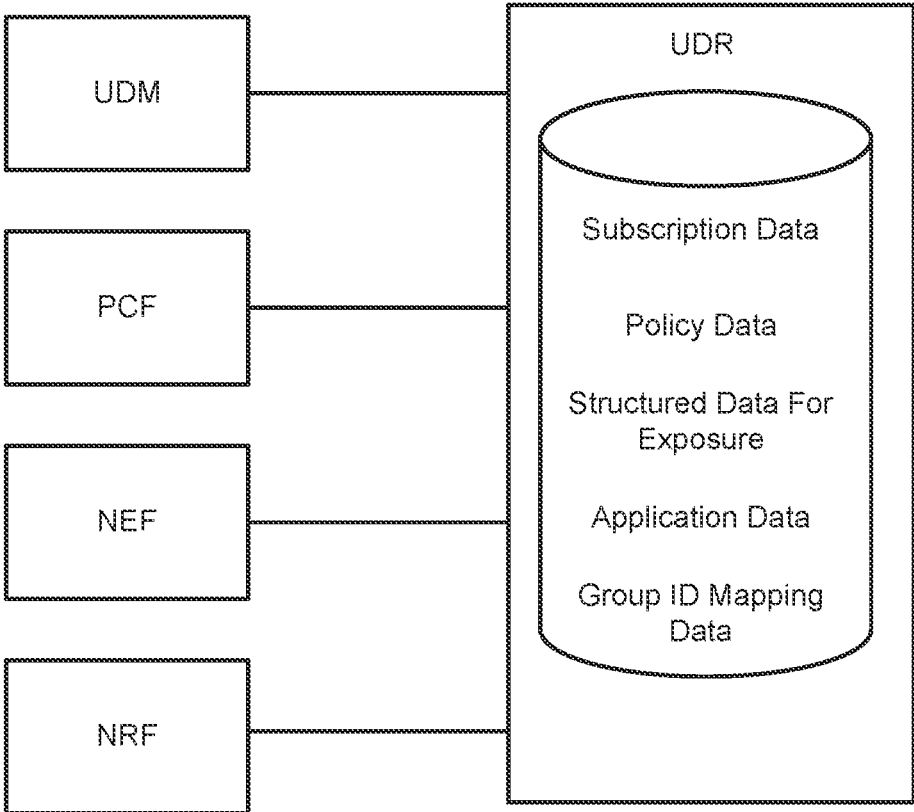 UDM
PCF
NEF
NRF
UDR
Subscription Data
Policy Data
Structured Data For
Exposure
Application Data
Group ID Mapping
Data